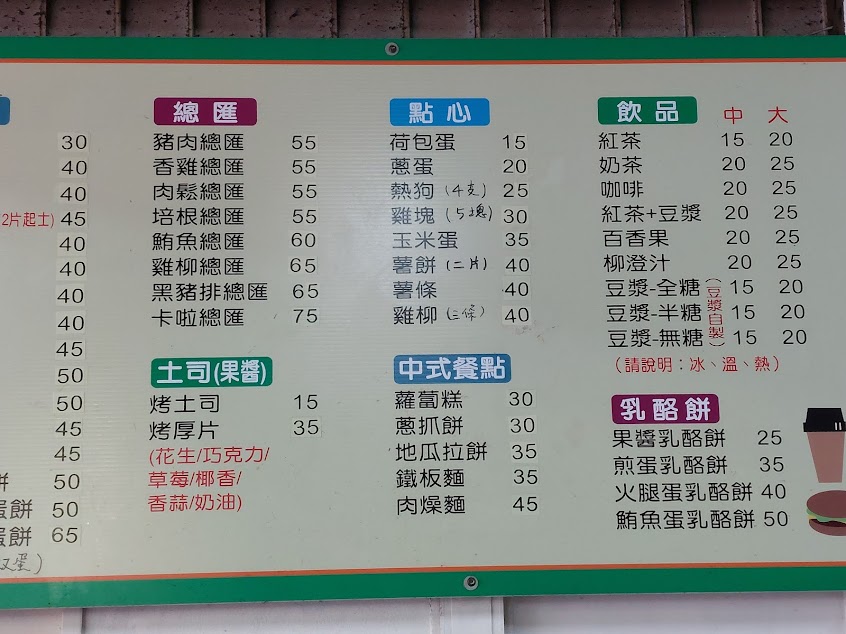 30
40
40
2片起士) 45
40
40
40
40
45
50
50
45
45
餅 50
蛋餅 50
蛋餅 65
双蛋)
總匯
豬肉總匯 55
香雞總匯 55
肉鬆總匯 55
培根總匯 55
鮪魚總匯 60
雞柳總匯 65
黑豬排總匯 65
卡啦總匯 75
土司(果醬)
烤土司 15
烤厚片 35
(花生/巧克力/
草莓/椰香/
香蒜/奶油)
點心
荷包蛋 15
蔥蛋 20
熱狗(4支) 25
雞塊(5塊) 30
玉米蛋 35
薯餅(二片) 40
薯條 40
雞柳(三條) 40
中式餐點
蘿蔔糕 30
蔥抓餅 30
地瓜拉餅 35
鐵板麵 35
肉燥麵 45
飲品 中 大
紅茶 15 20
奶茶 20 25
咖啡 20 25
紅茶+豆漿 20 25
百香果 20 25
柳澄汁 20 25
豆漿-全糖 15 20
豆漿-半糖 15 20
豆漿-無糖 15 20
(豆漿自製)
(請說明:冰、溫、熱)
乳酪餅
果醬乳酪餅 25
煎蛋乳酪餅 35
火腿蛋乳酪餅 40
鮪魚蛋乳酪餅 50